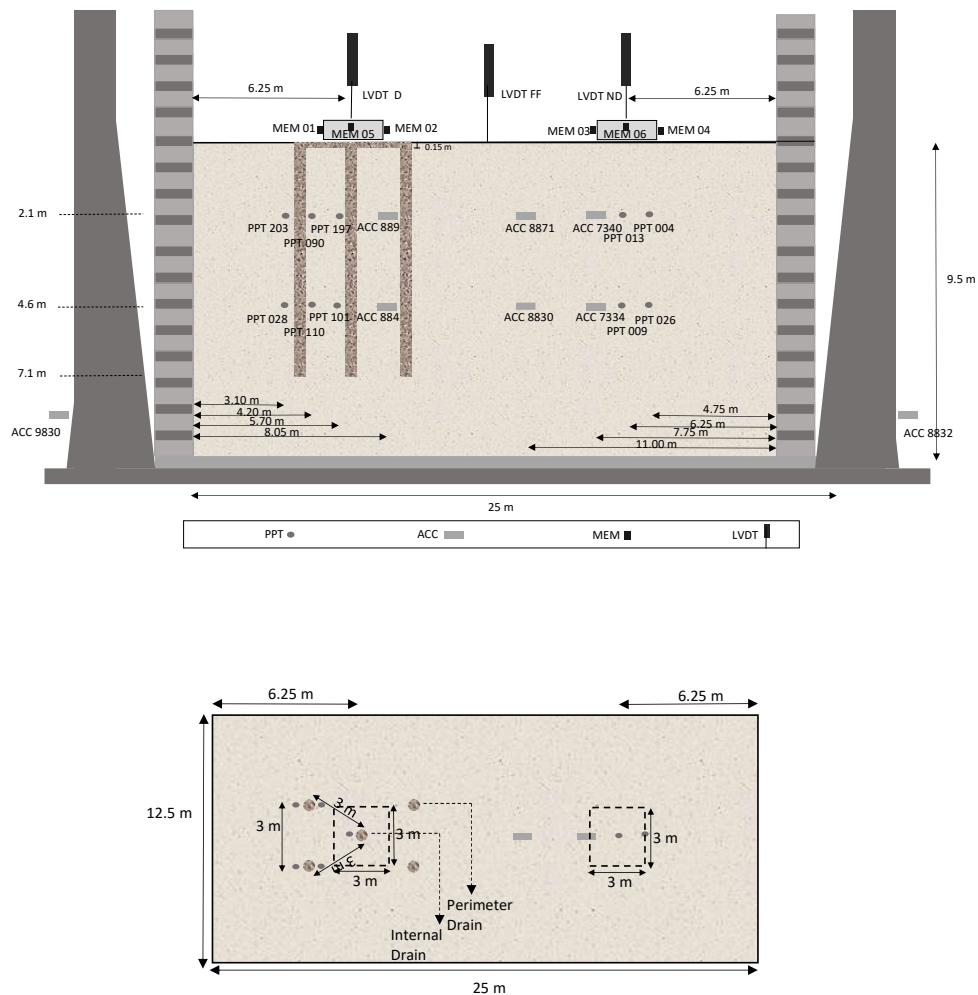 6.25 m
LVDT D
LVDT FF
LVDT ND
6.25 m
MEM 01
MEM 05
MEM 02
MEM 03
MEM 06
MEM 04
0.15 m
2.1 m
PPT 203
PPT 197
ACC 889
ACC 8871
ACC 7340
PPT 004
PPT 090
PPT 013
9.5 m
4.6 m
PPT 028
PPT 101
ACC 884
ACC 8830
ACC 7334
PPT 026
PPT 110
PPT 009
7.1 m
3.10 m
4.20 m
5.70 m
8.05 m
4.75 m
6.25 m
7.75 m
11.00 m
ACC 9830
ACC 8832
25 m
PPT
ACC
MEM
LVDT
6.25 m
6.25 m
12.5 m
3 m
3 m
3 m
3 m
3 m
3 m
3 m
Perimeter
Drain
Internal
Drain
25 m